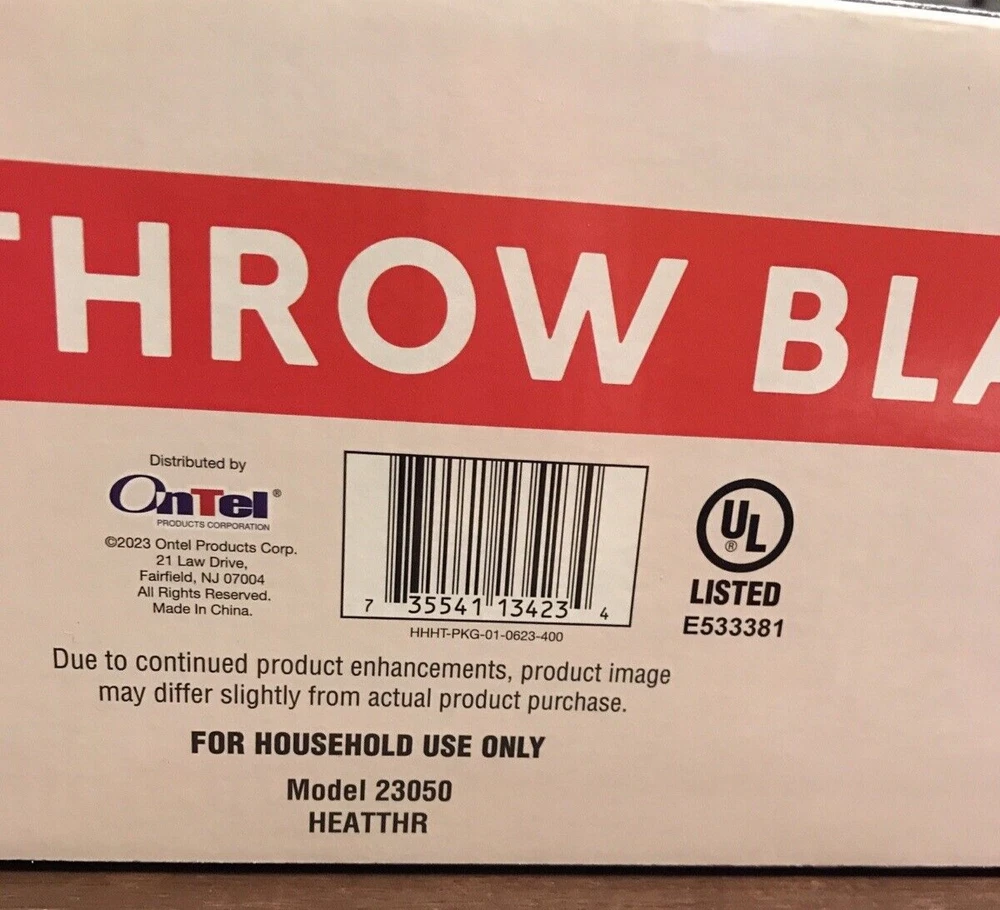 THROW BLA
Distributed by
OnTel®
PRODUCTS CORPORATION
©2023 Ontel Products Corp.
21 Law Drive,
Fairfield, NJ 07004
All Rights Reserved.
Made In China.
7 35541 13423 4
HHHT-PKG-01-0623-400
UL®
LISTED
E533381
Due to continued product enhancements, product image
may differ slightly from actual product purchase.
FOR HOUSEHOLD USE ONLY
Model 23050
HEATTHR